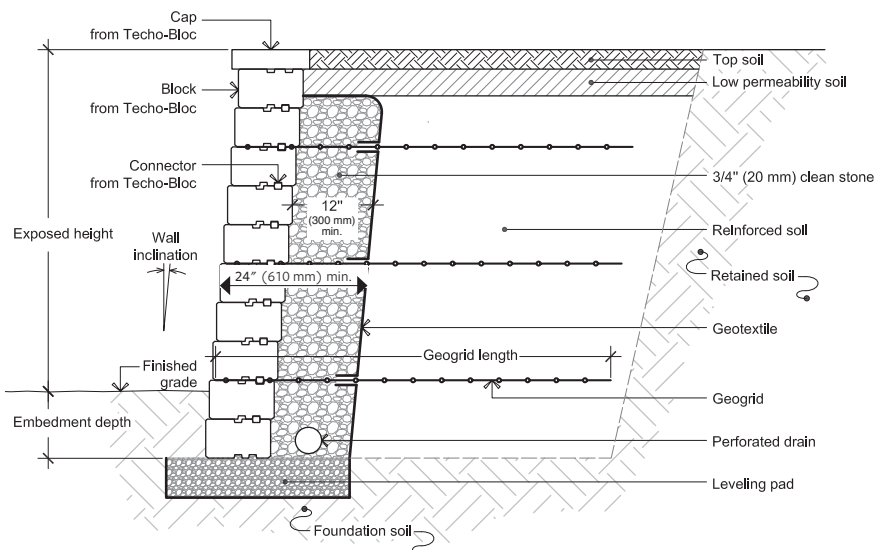 Cap
from Techo-Bloc
Block
from Techo-Bloc
Connector
from Techo-Bloc
Exposed height
Wall
inclination
Finished
grade
Embedment depth
12"
(300 mm)
min.
24" (610 mm) min.
Geogrid length
Top soil
Low permeability soil
3/4" (20 mm) clean stone
Reinforced soil
Retained soil
Geotextile
Geogrid
Perforated drain
Leveling pad
Foundation soil